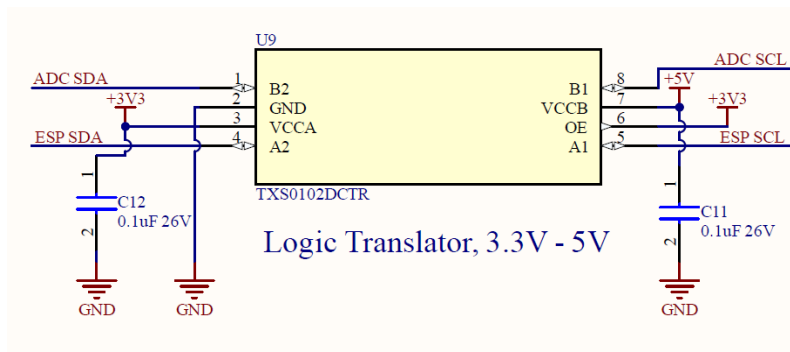 U9
ADC SDA
1
B2
B1
8
ADC SCL
+5V
2
GND
VCCB
7
+3V3
+3V3
3
VCCA
OE
6
ESP SDA
4
A2
A1
5
ESP SCL
TXS0102DCTR
1
C12
0.1uF 26V
2
1
C11
0.1uF 26V
2
Logic Translator, 3.3V - 5V
GND
GND
GND